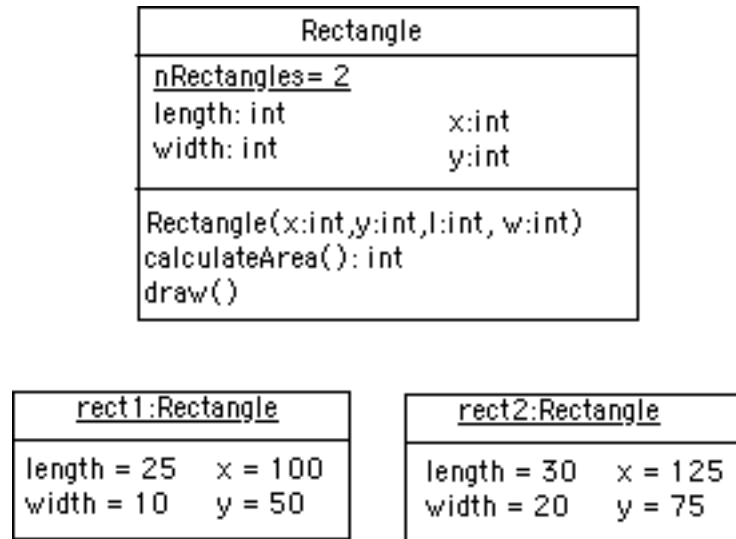 Rectangle
nRectangles= 2
length: int
width: int
x:int
y:int
Rectangle(x:int,y:int,l:int, w:int)
calculateArea(): int
draw()
rect1:Rectangle
length = 25 x = 100
width = 10 y = 50
rect2:Rectangle
length = 30 x = 125
width = 20 y = 75